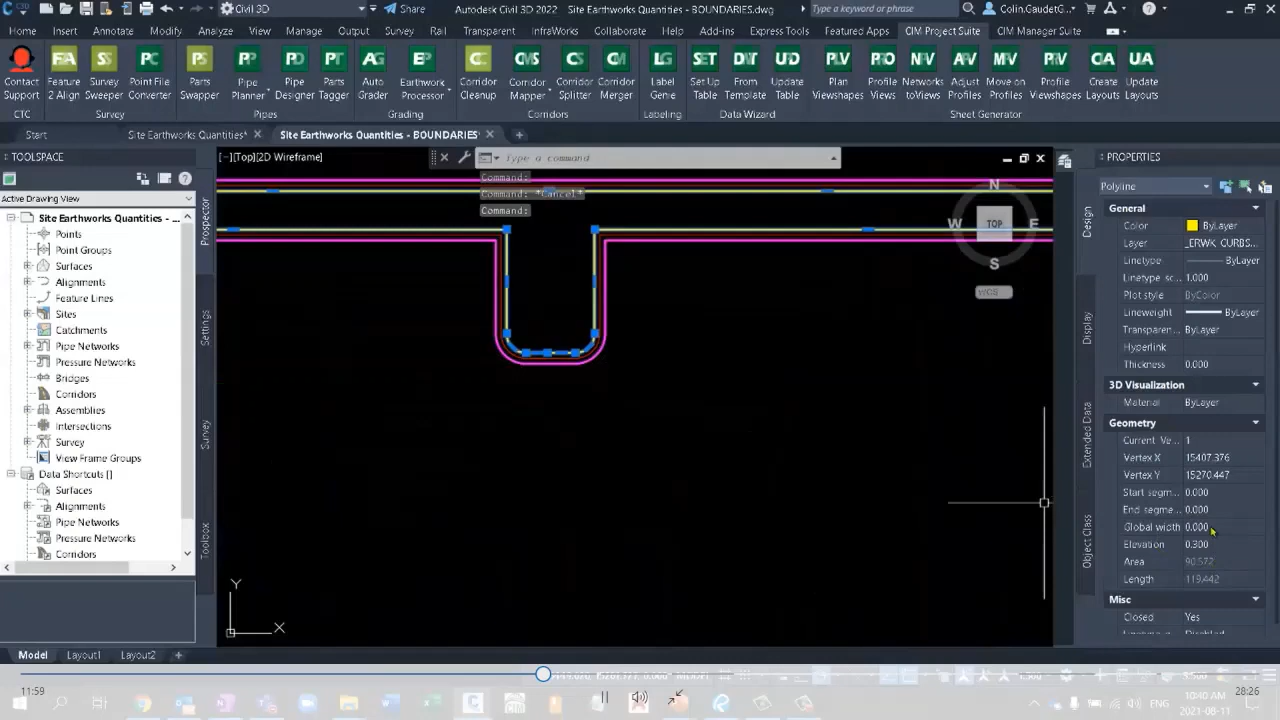 Civil 3D
Share
Autodesk Civil 3D 2022 Site Earthworks Quantities - BOUNDARIES.dwg
Type a keyword or phrase
Colin.GaudetG...
Home Insert Annotate Modify Analyze View Manage Output Survey Rail Transparent InfraWorks Collaborate Help Add-ins Express Tools Featured Apps CIM Project Suite CIM Manager Suite
Contact Support
Feature 2 Align
Survey Sweeper
Point File Converter
Parts Swapper
Pipe Planner
Pipe Designer
Parts Tagger
Auto Grader
Earthwork Processor
Corridor Cleanup
Corridor Mapper
Corridor Splitter
Corridor Merger
Label Genie
Set Up Table
From Template
Update Table
Plan Viewshapes
Profile Views
Networks toViews
Adjust Profiles
Move on Profiles
Profile Viewshapes
Create Layouts
Update Layouts
CTC Survey Pipes Grading Corridors Labeling Data Wizard Sheet Generator
Start Site Earthworks Quantities* Site Earthworks Quantities - BOUNDARIES*
TOOLSPACE
Active Drawing View
Site Earthworks Quantities - ...
Points
Point Groups
Surfaces
Alignments
Feature Lines
Sites
Catchments
Pipe Networks
Pressure Networks
Bridges
Corridors
Assemblies
Intersections
Survey
View Frame Groups
Data Shortcuts []
Surfaces
Alignments
Pipe Networks
Pressure Networks
Corridors
Prospector
Settings
Survey
Toolbox
[−][Top][2D Wireframe]
Type a command
Command:
Command: *Cancel*
Command:
N
W TOP E
S
WCS
Y
X
PROPERTIES
Design
Display
Extended Data
Object Class
Polyline
General
Color ByLayer
Layer _ERWK_CURBS...
Linetype ByLayer
Linetype sc... 1.000
Plot style ByColor
Lineweight ByLayer
Transparen... ByLayer
Hyperlink
Thickness 0.000
3D Visualization
Material ByLayer
Geometry
Current Ve... 1
Vertex X 15407.376
Vertex Y 15270.447
Start segm... 0.000
End segme... 0.000
Global width 0.000
Elevation 0.300
Area 90.572
Length 119.442
Misc
Closed Yes
Model Layout1 Layout2
11:59
28:26
10:40 AM
2021-08-11